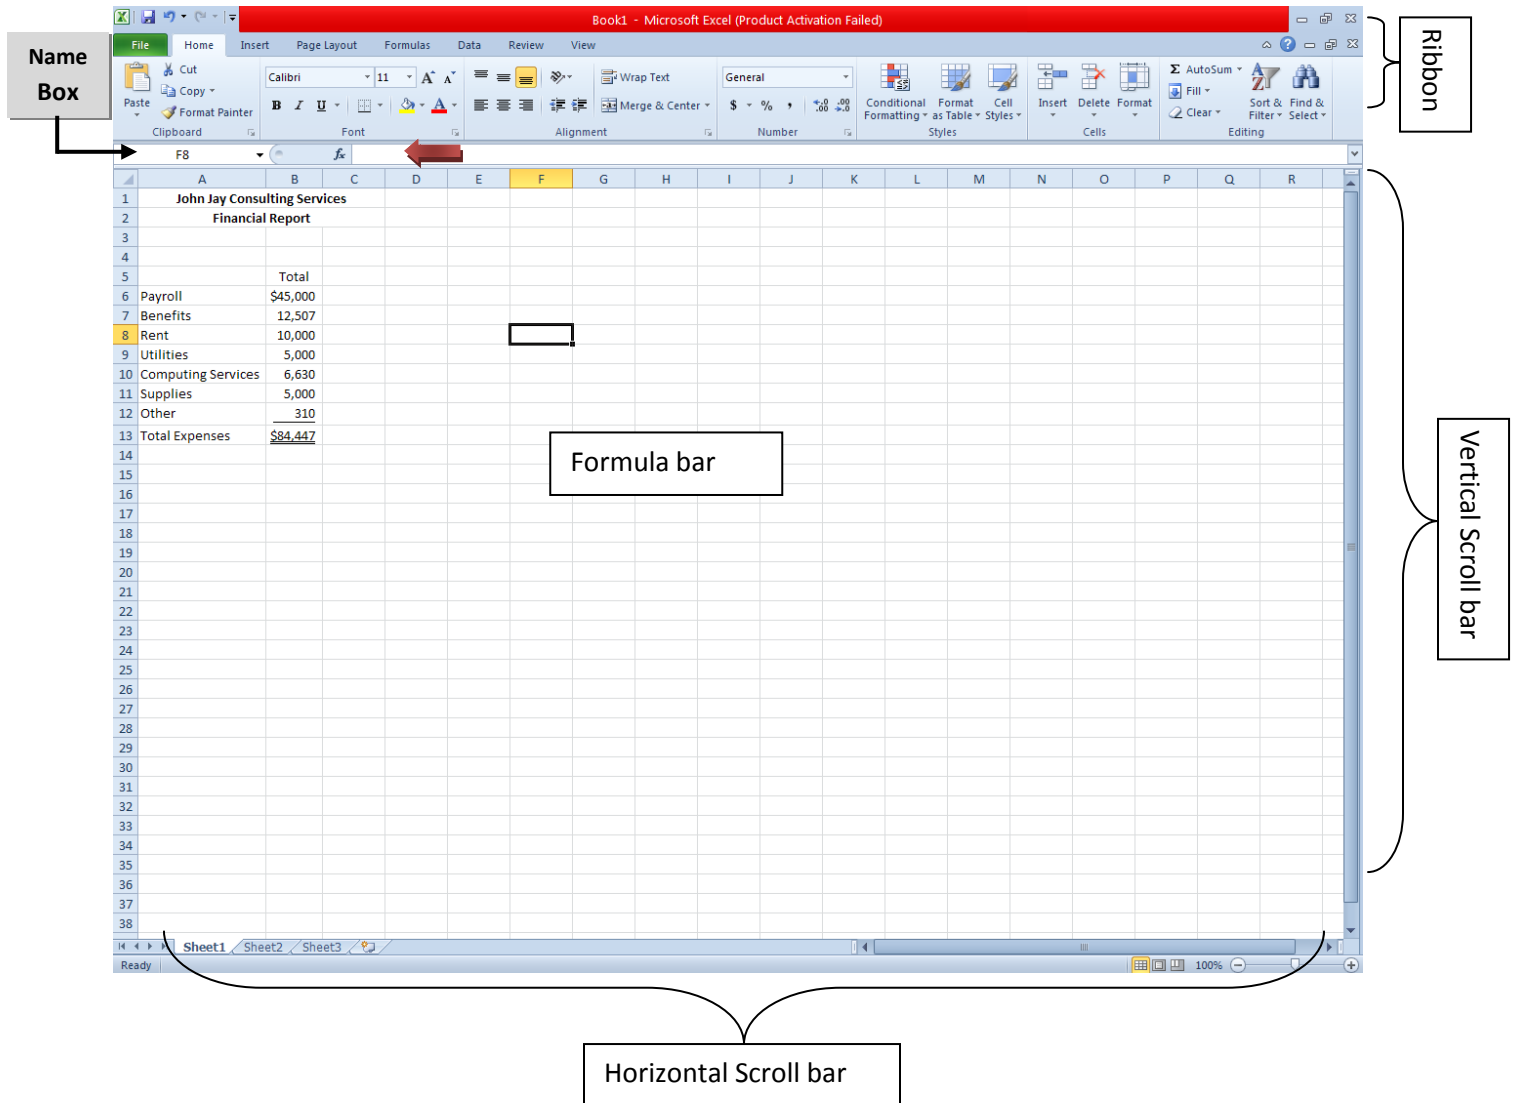 Book1 - Microsoft Excel (Product Activation Failed)
File Home Insert Page Layout Formulas Data Review View
Name
Box
Ribbon
Paste
Cut
Copy
Format Painter
Clipboard
Calibri 11 A A
B I U A
Font
Wrap Text
Merge & Center
Alignment
General
$ % , .0 .00 .00 .0
Number
Conditional Formatting
Format as Table
Cell Styles
Styles
Insert Delete Format
Cells
Σ AutoSum
Fill
Clear
Sort & Filter
Find & Select
Editing
F8 fx
A B C D E F G H I J K L M N O P Q R
1 John Jay Consulting Services
2 Financial Report
3
4
5 Total
6 Payroll $45,000
7 Benefits 12,507
8 Rent 10,000
9 Utilities 5,000
10 Computing Services 6,630
11 Supplies 5,000
12 Other 310
13 Total Expenses $84,447
14
15
16
17
18
19
20
21
22
23
24
25
26
27
28
29
30
31
32
33
34
35
36
37
38
Formula bar
Vertical Scroll bar
Sheet1 Sheet2 Sheet3
Ready 100%
Horizontal Scroll bar